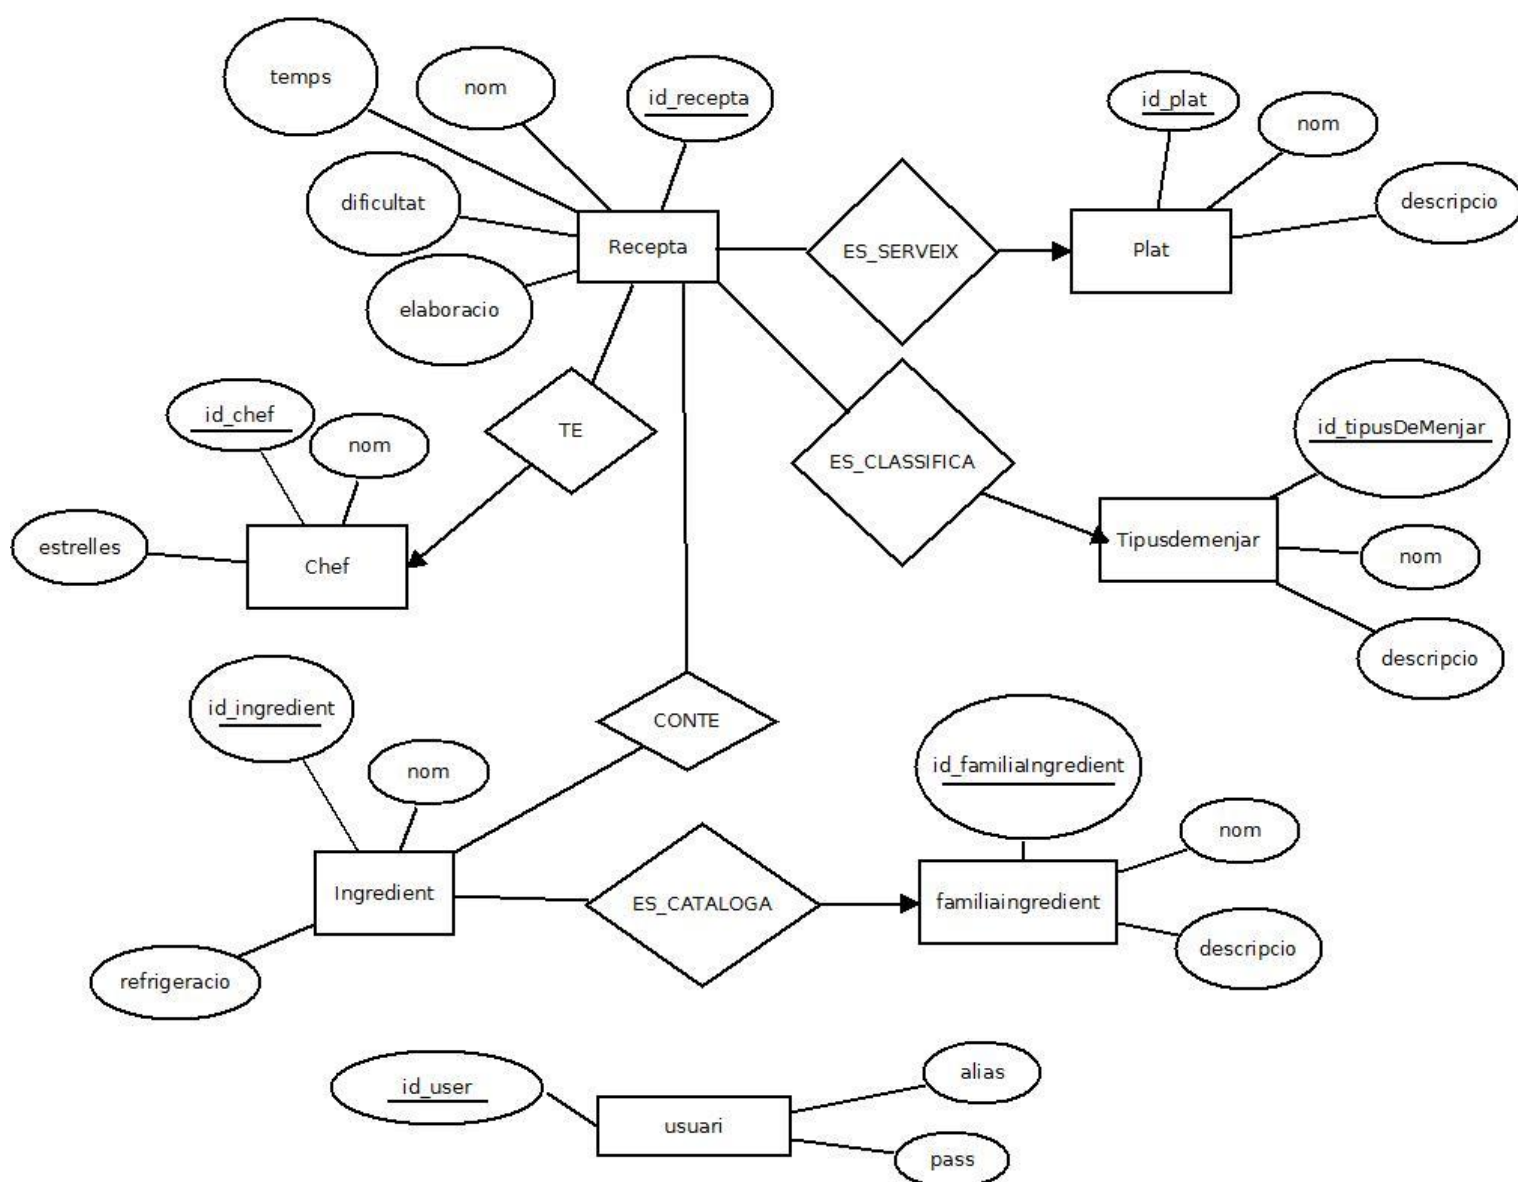 temps
nom
id_recepta
id_plat
nom
dificultat
descripcio
Recepta
ES_SERVEIX
Plat
elaboracio
id_chef
nom
TE
ES_CLASSIFICA
id_tipusDeMenjar
estrelles
Chef
Tipusdemenjar
nom
descripcio
id_ingredient
nom
CONTE
id_familiaIngredient
nom
Ingredient
ES_CATALOGA
familiaingredient
descripcio
refrigeracio
id_user
alias
usuari
pass